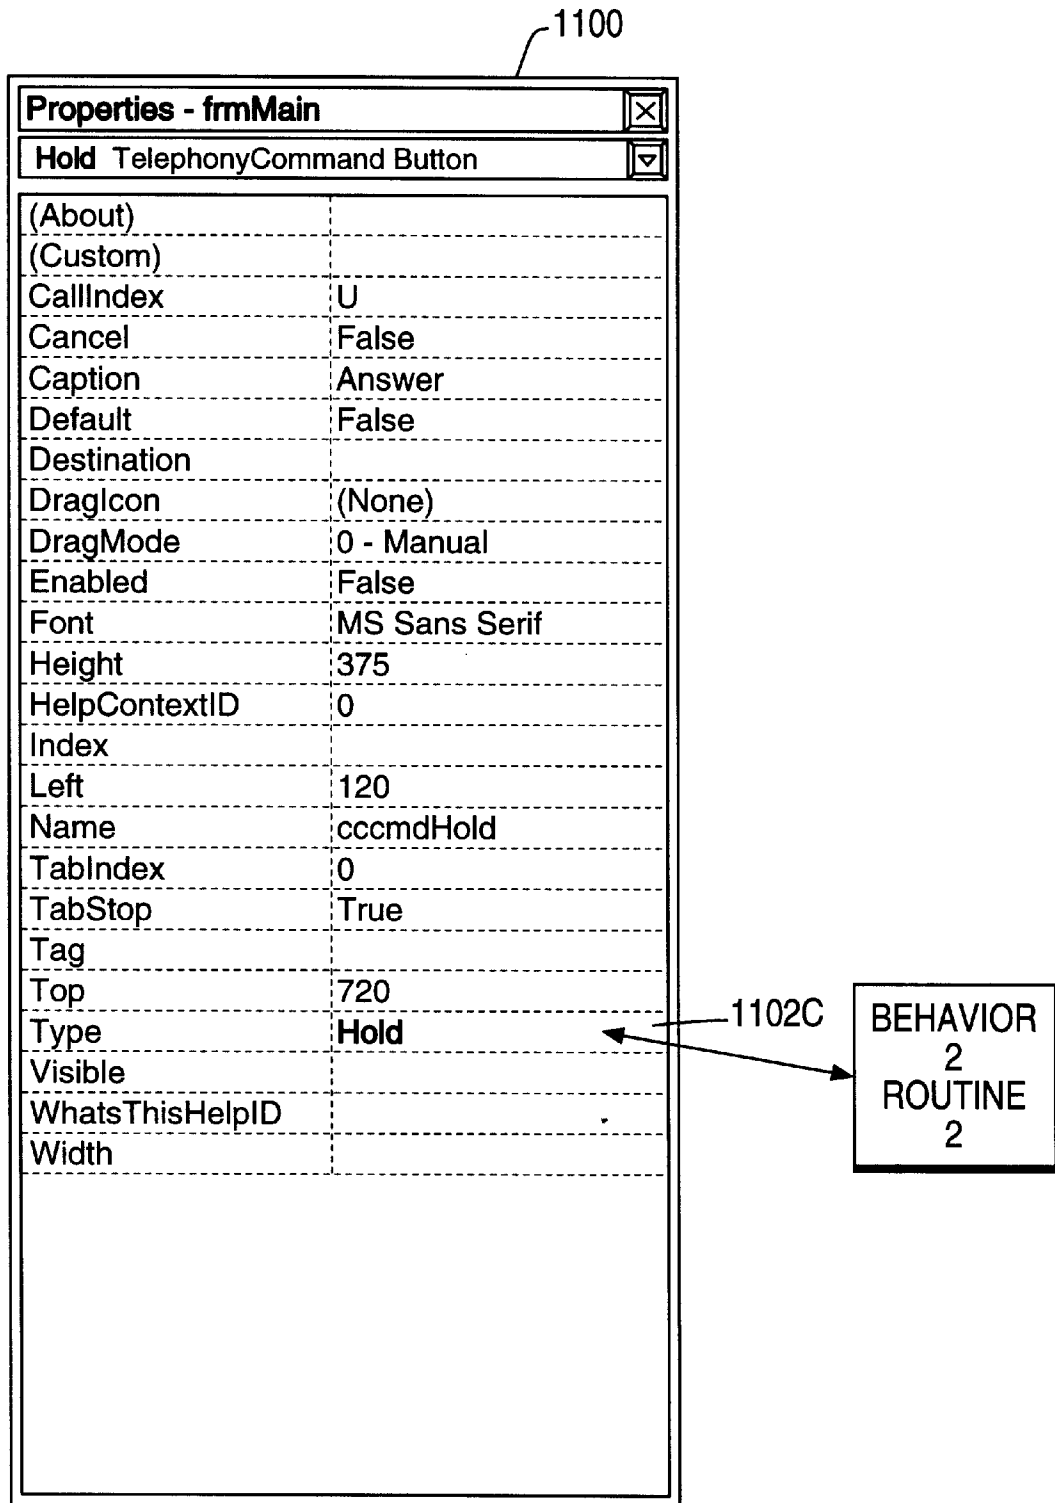 1100
Properties - frmMain
Hold TelephonyCommand Button
(About)
(Custom)
CallIndex U
Cancel False
Caption Answer
Default False
Destination
DragIcon (None)
DragMode 0 - Manual
Enabled False
Font MS Sans Serif
Height 375
HelpContextID 0
Index
Left 120
Name cccmdHold
TabIndex 0
TabStop True
Tag
Top 720
Type Hold
Visible
WhatsThisHelpID
Width
1102C
BEHAVIOR
2
ROUTINE
2